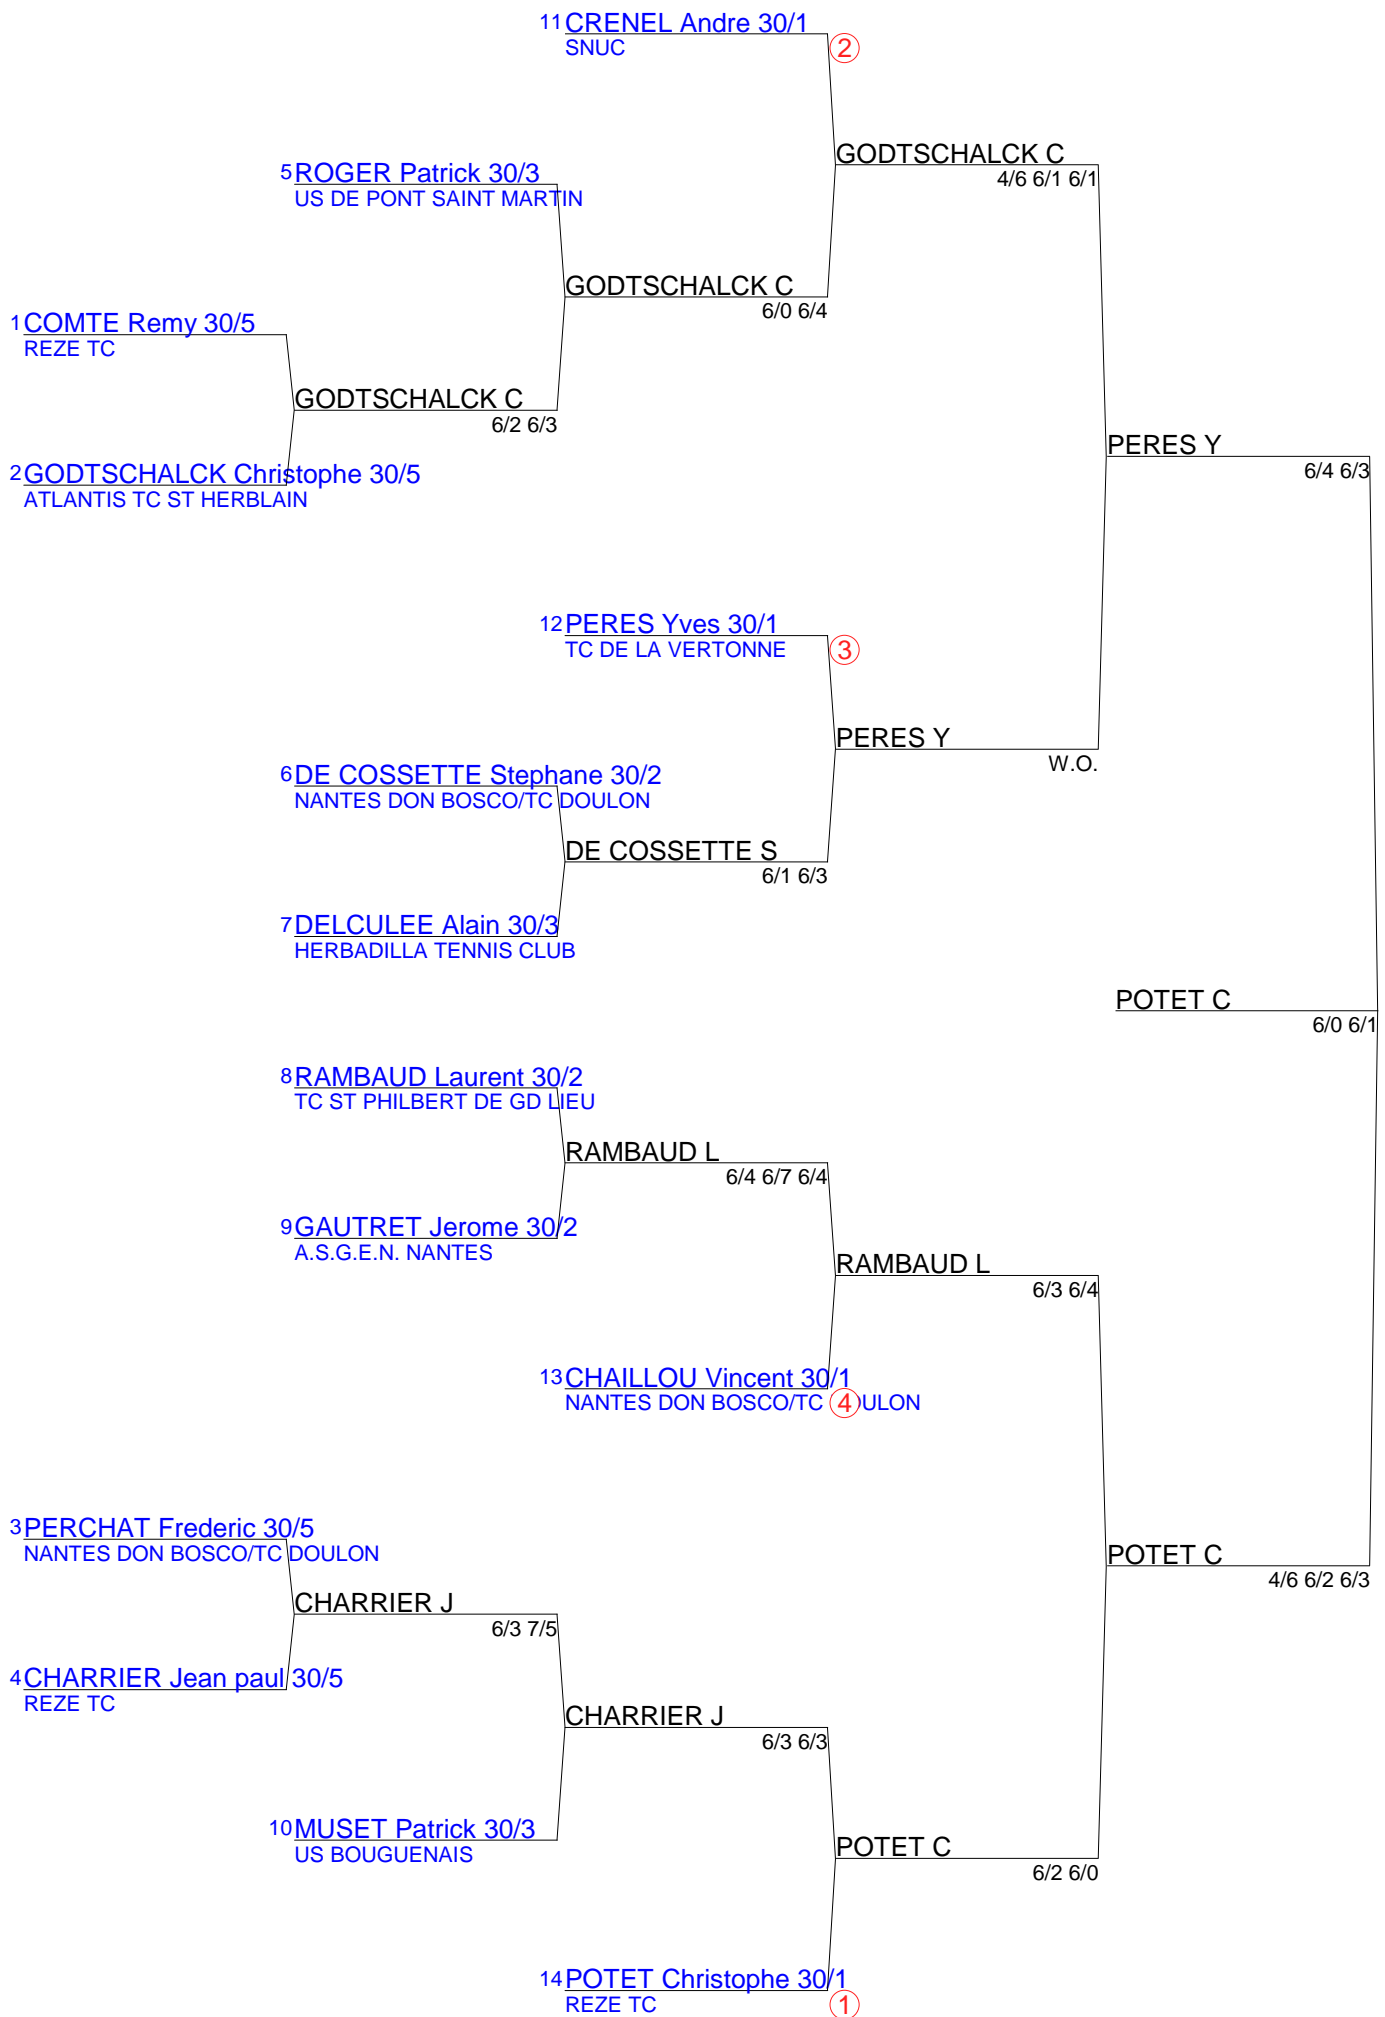 11 CRENEL Andre 30/1
SNUC
2
GODTSCHALCK C
4/6 6/1 6/1
5 ROGER Patrick 30/3
US DE PONT SAINT MARTIN
GODTSCHALCK C
6/0 6/4
1 COMTE Remy 30/5
REZE TC
GODTSCHALCK C
6/2 6/3
2 GODTSCHALCK Christophe 30/5
ATLANTIS TC ST HERBLAIN
PERES Y
6/4 6/3
12 PERES Yves 30/1
TC DE LA VERTONNE
3
PERES Y
W.O.
6 DE COSSETTE Stephane 30/2
NANTES DON BOSCO/TC DOULON
DE COSSETTE S
6/1 6/3
7 DELCULEE Alain 30/3
HERBADILLA TENNIS CLUB
POTET C
6/0 6/1
8 RAMBAUD Laurent 30/2
TC ST PHILBERT DE GD LIEU
RAMBAUD L
6/4 6/7 6/4
9 GAUTRET Jerome 30/2
A.S.G.E.N. NANTES
RAMBAUD L
6/3 6/4
13 CHAILLOU Vincent 30/1
NANTES DON BOSCO/TC DOULON
4
3 PERCHAT Frederic 30/5
NANTES DON BOSCO/TC DOULON
POTET C
4/6 6/2 6/3
CHARRIER J
6/3 7/5
4 CHARRIER Jean paul 30/5
REZE TC
CHARRIER J
6/3 6/3
10 MUSET Patrick 30/3
US BOUGUENAIS
POTET C
6/2 6/0
14 POTET Christophe 30/1
REZE TC
1